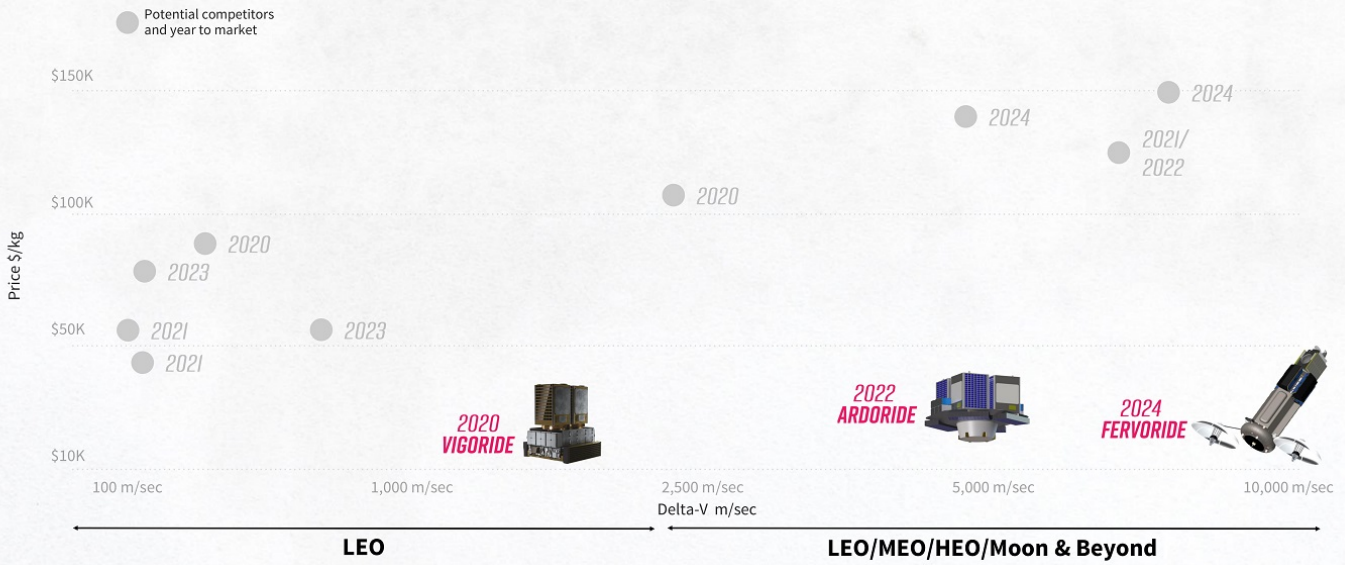 Potential competitors
and year to market
$150K
2024
2024
2021/
2022
$100K
2020
2020
2023
Price $/kg
$50K
2021
2023
2021
2022
ARDORIDE
2024
FERVORIDE
2020
VIGORIDE
$10K
100 m/sec
1,000 m/sec
2,500 m/sec
5,000 m/sec
10,000 m/sec
Delta-V m/sec
LEO
LEO/MEO/HEO/Moon & Beyond